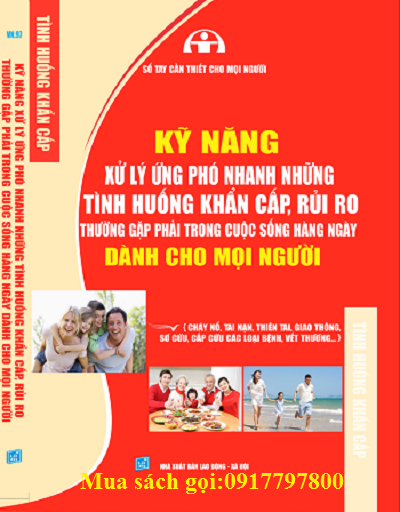 VN.97
TÌNH HUỐNG KHẨN CẤP
KỸ NĂNG XỬ LÝ ỨNG PHÓ NHANH NHỮNG TÌNH HUỐNG KHẨN CẤP, RỦI RO
THƯỜNG GẶP PHẢI TRONG CUỘC SỐNG HÀNG NGÀY DÀNH CHO MỌI NGƯỜI
SỔ TAY CẦN THIẾT CHO MỌI NGƯỜI
KỸ NĂNG
XỬ LÝ ỨNG PHÓ NHANH NHỮNG
TÌNH HUỐNG KHẨN CẤP, RỦI RO
THƯỜNG GẶP PHẢI TRONG CUỘC SỐNG HÀNG NGÀY
DÀNH CHO MỌI NGƯỜI
( CHÁY NỔ, TAI NẠN, THIÊN TAI, GIAO THÔNG,
SƠ CỨU, CẤP CỨU CÁC LOẠI BỆNH, VẾT THƯƠNG... )
TÌNH HUỐNG KHẨN CẤP
NHÀ XUẤT BẢN LAO ĐỘNG - XÃ HỘI
Mua sách gọi:0917797800